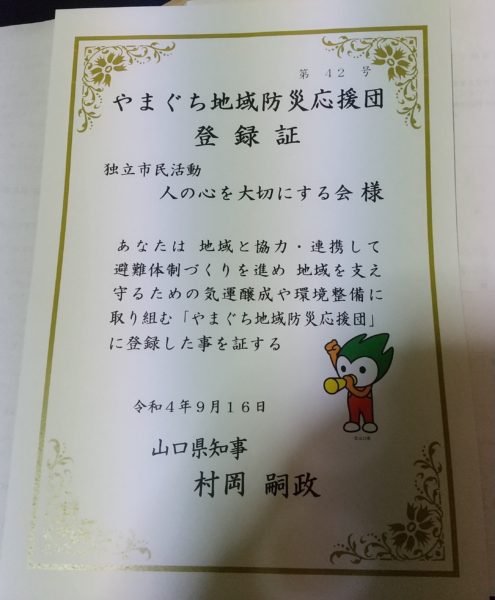 第 42 号
やまぐち地域防災応援団
登録証
独立市民活動
人の心を大切にする会 様
あなたは 地域と協力・連携して
避難体制づくりを進め 地域を支え
守るための気運醸成や環境整備に
取り組む「やまぐち地域防災応援団」
に登録した事を証する
令和4年9月16日
山口県知事
村岡 嗣政